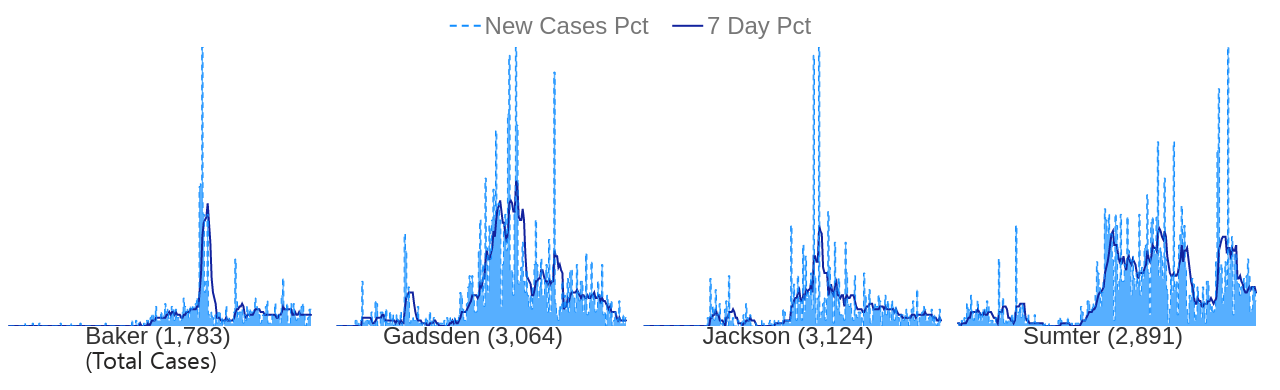 New Cases Pct 7 Day Pct
Baker (1,783) Gadsden (3,064) Jackson (3,124) Sumter (2,891)
(Total Cases)